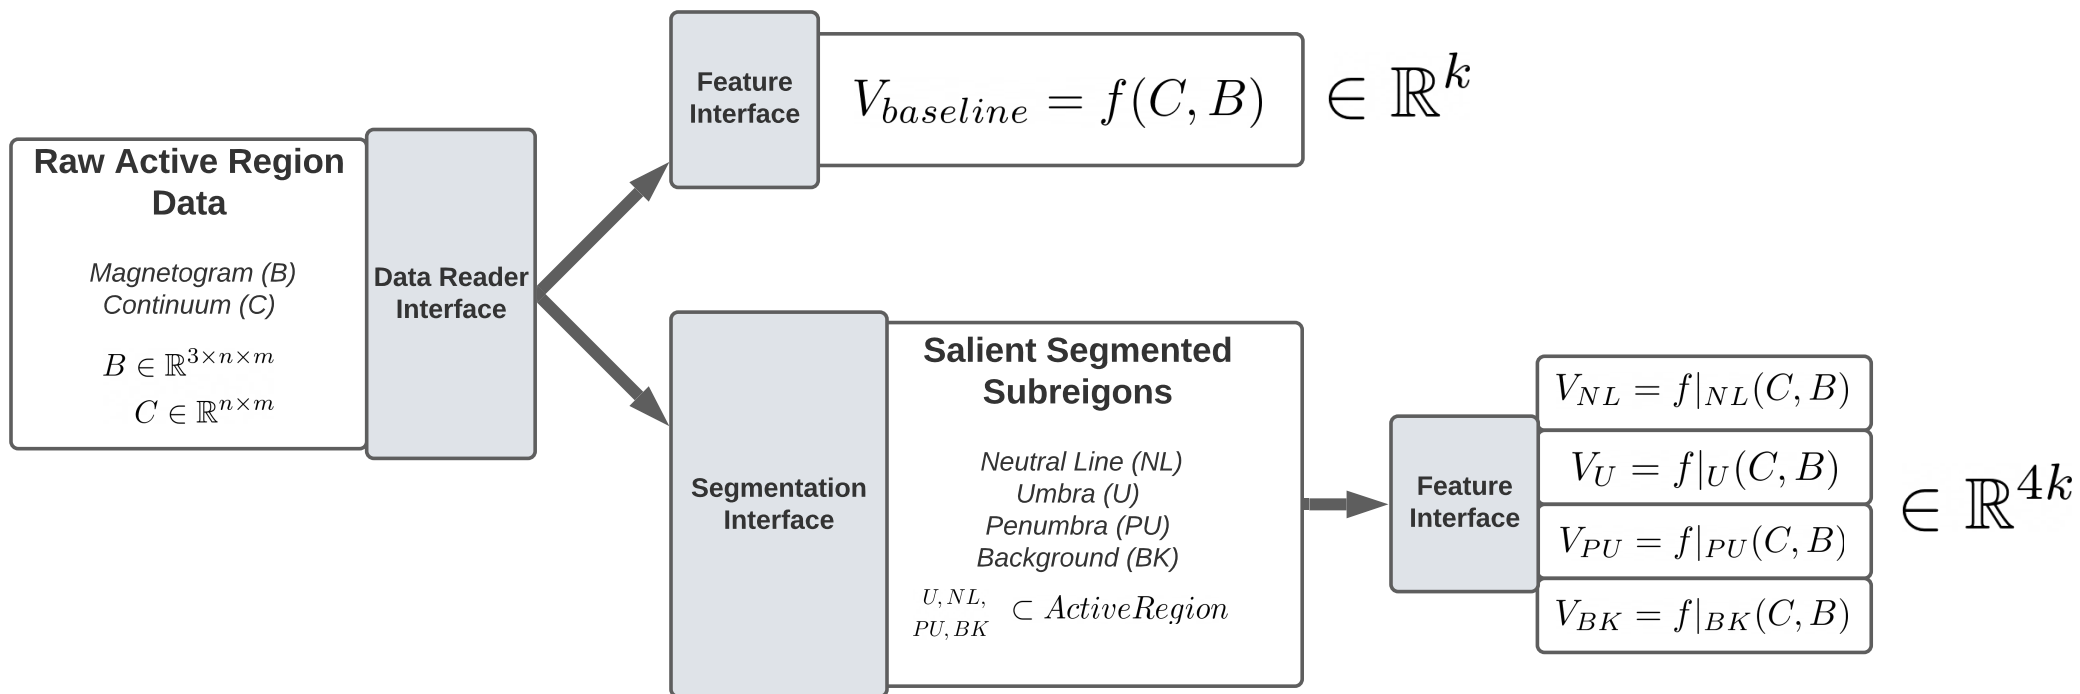 Raw Active Region
Data
Magnetogram (B)
Continuum (C)
B ∈ ℝ^{3×n×m}
C ∈ ℝ^{n×m}
Data Reader
Interface
Feature
Interface
V_{baseline} = f(C, B)
∈ ℝ^k
Segmentation
Interface
Salient Segmented
Subreigons
Neutral Line (NL)
Umbra (U)
Penumbra (PU)
Background (BK)
U, NL,
PU, BK
⊂ ActiveRegion
Feature
Interface
V_{NL} = f|_{NL}(C, B)
V_U = f|_U(C, B)
V_{PU} = f|_{PU}(C, B)
V_{BK} = f|_{BK}(C, B)
∈ ℝ^{4k}